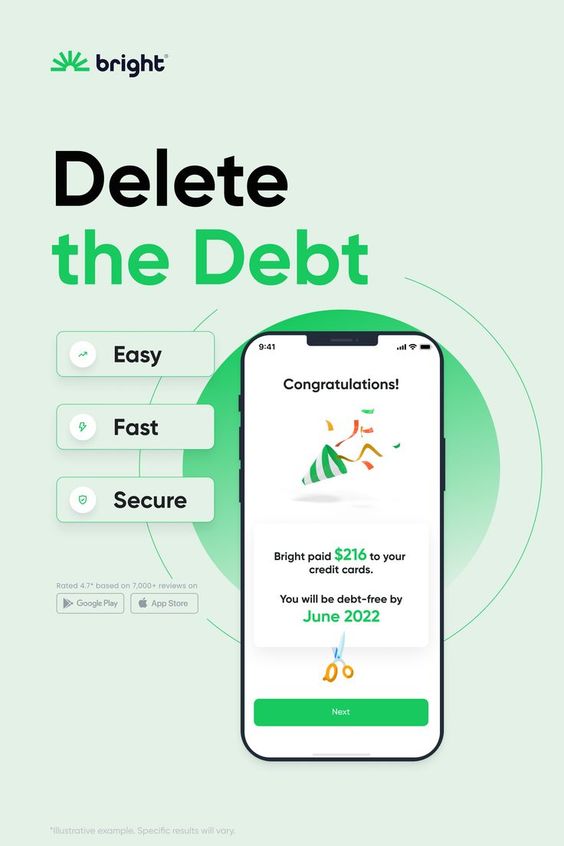 bright®
Delete
the Debt
Easy
Fast
Secure
Rated 4.7* based on 7,000+ reviews on
Google Play
App Store
9:41
Congratulations!
Bright paid $216 to your
credit cards.
You will be debt-free by
June 2022
Next
*Illustrative example. Specific results will vary.